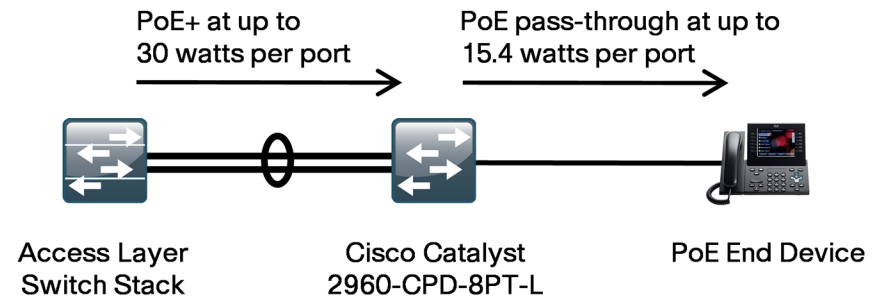 PoE+ at up to
30 watts per port
PoE pass-through at up to
15.4 watts per port
Access Layer
Switch Stack
Cisco Catalyst
2960-CPD-8PT-L
PoE End Device